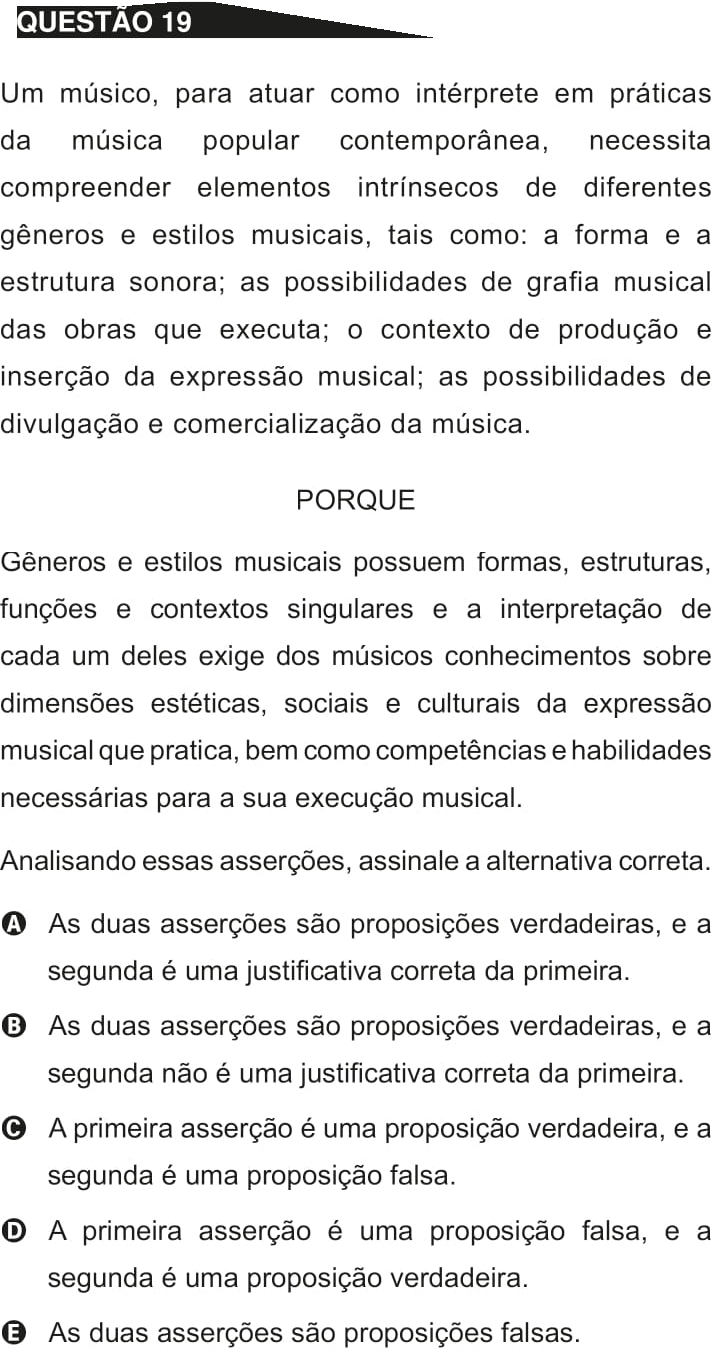 QUESTÃO 19
Um músico, para atuar como intérprete em práticas
da música popular contemporânea, necessita
compreender elementos intrínsecos de diferentes
gêneros e estilos musicais, tais como: a forma e a
estrutura sonora; as possibilidades de grafia musical
das obras que executa; o contexto de produção e
inserção da expressão musical; as possibilidades de
divulgação e comercialização da música.
PORQUE
Gêneros e estilos musicais possuem formas, estruturas,
funções e contextos singulares e a interpretação de
cada um deles exige dos músicos conhecimentos sobre
dimensões estéticas, sociais e culturais da expressão
musical que pratica, bem como competências e habilidades
necessárias para a sua execução musical.
Analisando essas asserções, assinale a alternativa correta.
A As duas asserções são proposições verdadeiras, e a
segunda é uma justificativa correta da primeira.
B As duas asserções são proposições verdadeiras, e a
segunda não é uma justificativa correta da primeira.
C A primeira asserção é uma proposição verdadeira, e a
segunda é uma proposição falsa.
D A primeira asserção é uma proposição falsa, e a
segunda é uma proposição verdadeira.
E As duas asserções são proposições falsas.